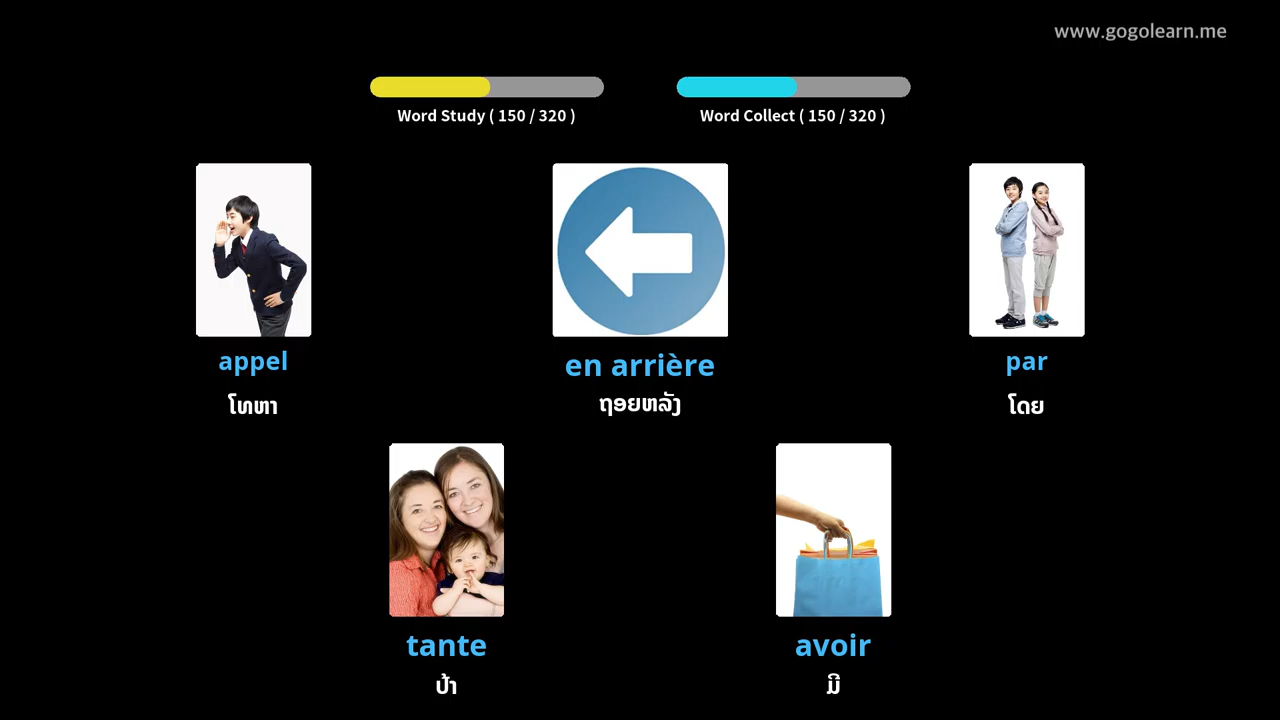 www.gogolearn.me
Word Study ( 150 / 320 )
Word Collect ( 150 / 320 )
appel
ໂທຫາ
en arrière
ຖອຍຫລັງ
par
ໂດຍ
tante
ປ້າ
avoir
ມີ